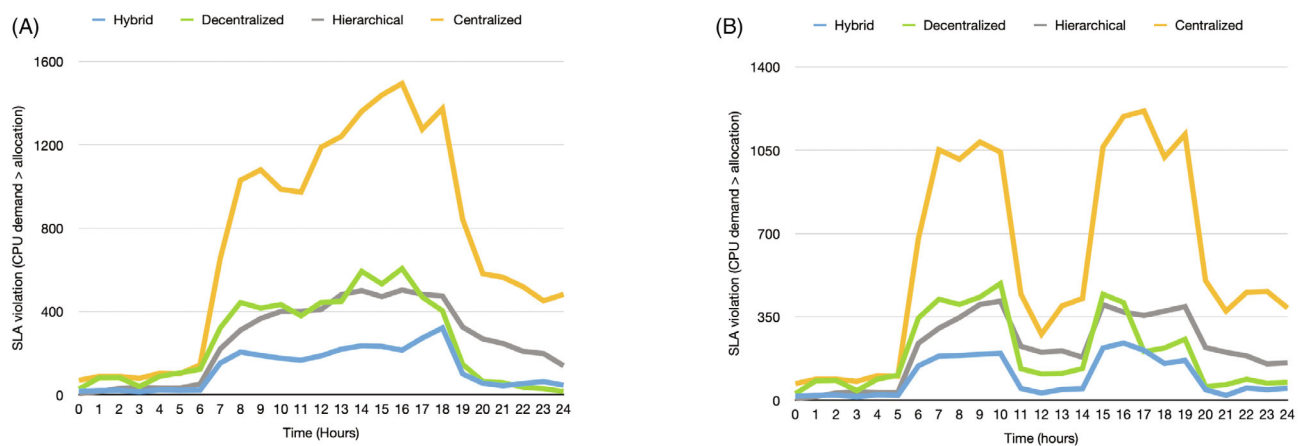 (A)
Hybrid Decentralized Hierarchical Centralized
SLA violation (CPU demand > allocation)
1600
1200
800
400
0
0 1 2 3 4 5 6 7 8 9 10 11 12 13 14 15 16 17 18 19 20 21 22 23 24
Time (Hours)
(B)
Hybrid Decentralized Hierarchical Centralized
SLA violation (CPU demand > allocation)
1400
1050
700
350
0
0 1 2 3 4 5 6 7 8 9 10 11 12 13 14 15 16 17 18 19 20 21 22 23 24
Time (hours)